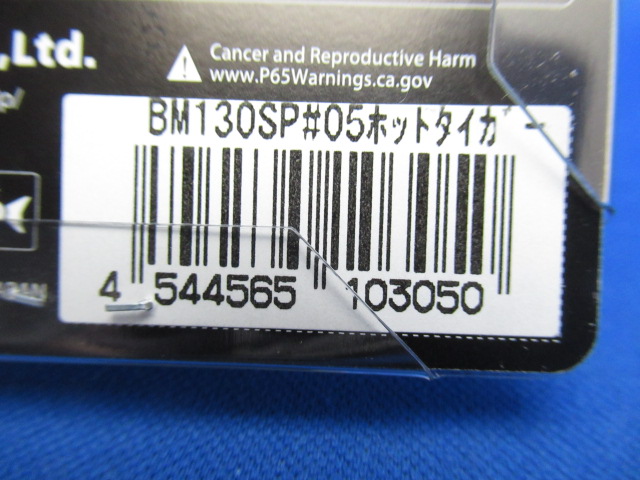 ,Ltd.
Cancer and Reproductive Harm
www.P65Warnings.ca.gov
BM130SP#05ホットタイガー
4 544565 103050